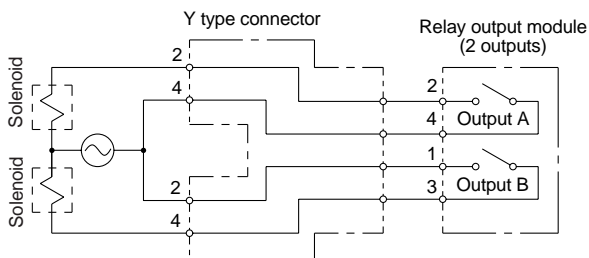 Y type connector
Relay output module
(2 outputs)
2
4
2
4
Solenoid
Solenoid
2
4
Output A
1
3
Output B